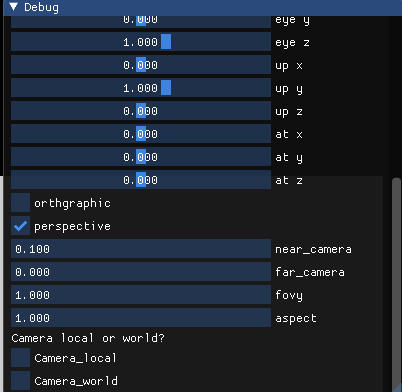 Debug
0.000 eye y
1.000 eye z
0.000 up x
1.000 up y
0.000 up z
0.000 at x
0.000 at y
0.000 at z
orthgraphic
perspective
0.100 near_camera
0.000 far_camera
1.000 fovy
1.000 aspect
Camera local or world?
Camera_local
Camera_world